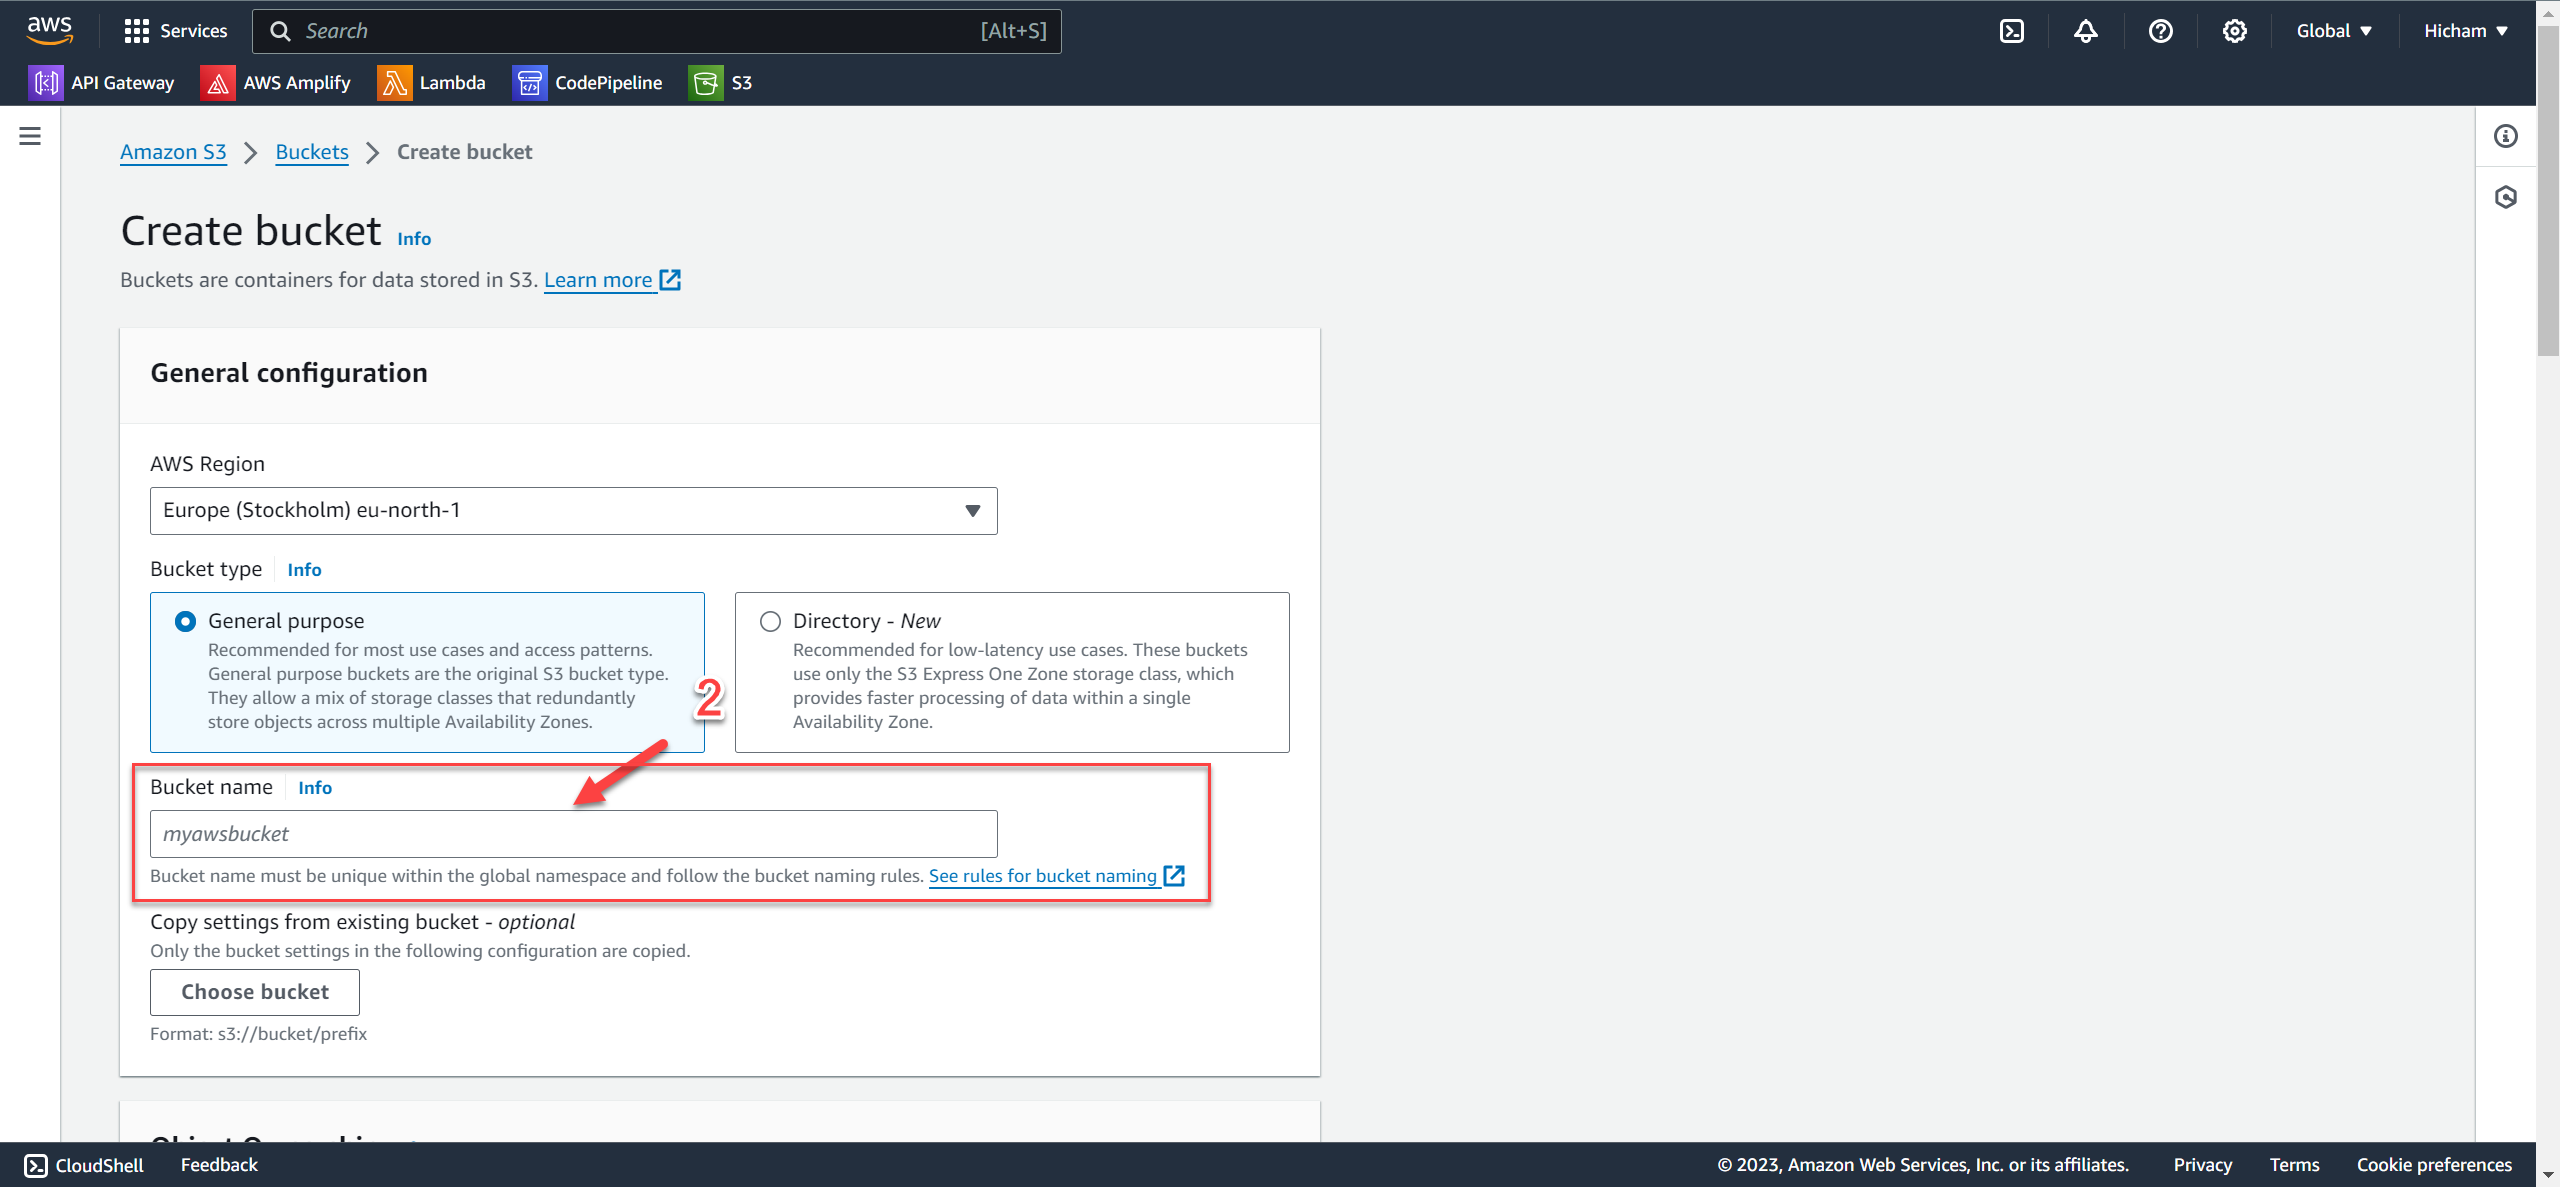 aws
Services
Search
[Alt+S]
Global
Hicham
API Gateway
AWS Amplify
Lambda
CodePipeline
S3
Amazon S3
Buckets
Create bucket
Create bucket Info
Buckets are containers for data stored in S3. Learn more
General configuration
AWS Region
Europe (Stockholm) eu-north-1
Bucket type Info
General purpose
Recommended for most use cases and access patterns.
General purpose buckets are the original S3 bucket type.
They allow a mix of storage classes that redundantly
store objects across multiple Availability Zones.
Directory - New
Recommended for low-latency use cases. These buckets
use only the S3 Express One Zone storage class, which
provides faster processing of data within a single
Availability Zone.
2
Bucket name Info
myawsbucket
Bucket name must be unique within the global namespace and follow the bucket naming rules. See rules for bucket naming
Copy settings from existing bucket - optional
Only the bucket settings in the following configuration are copied.
Choose bucket
Format: s3://bucket/prefix
CloudShell
Feedback
© 2023, Amazon Web Services, Inc. or its affiliates.
Privacy
Terms
Cookie preferences